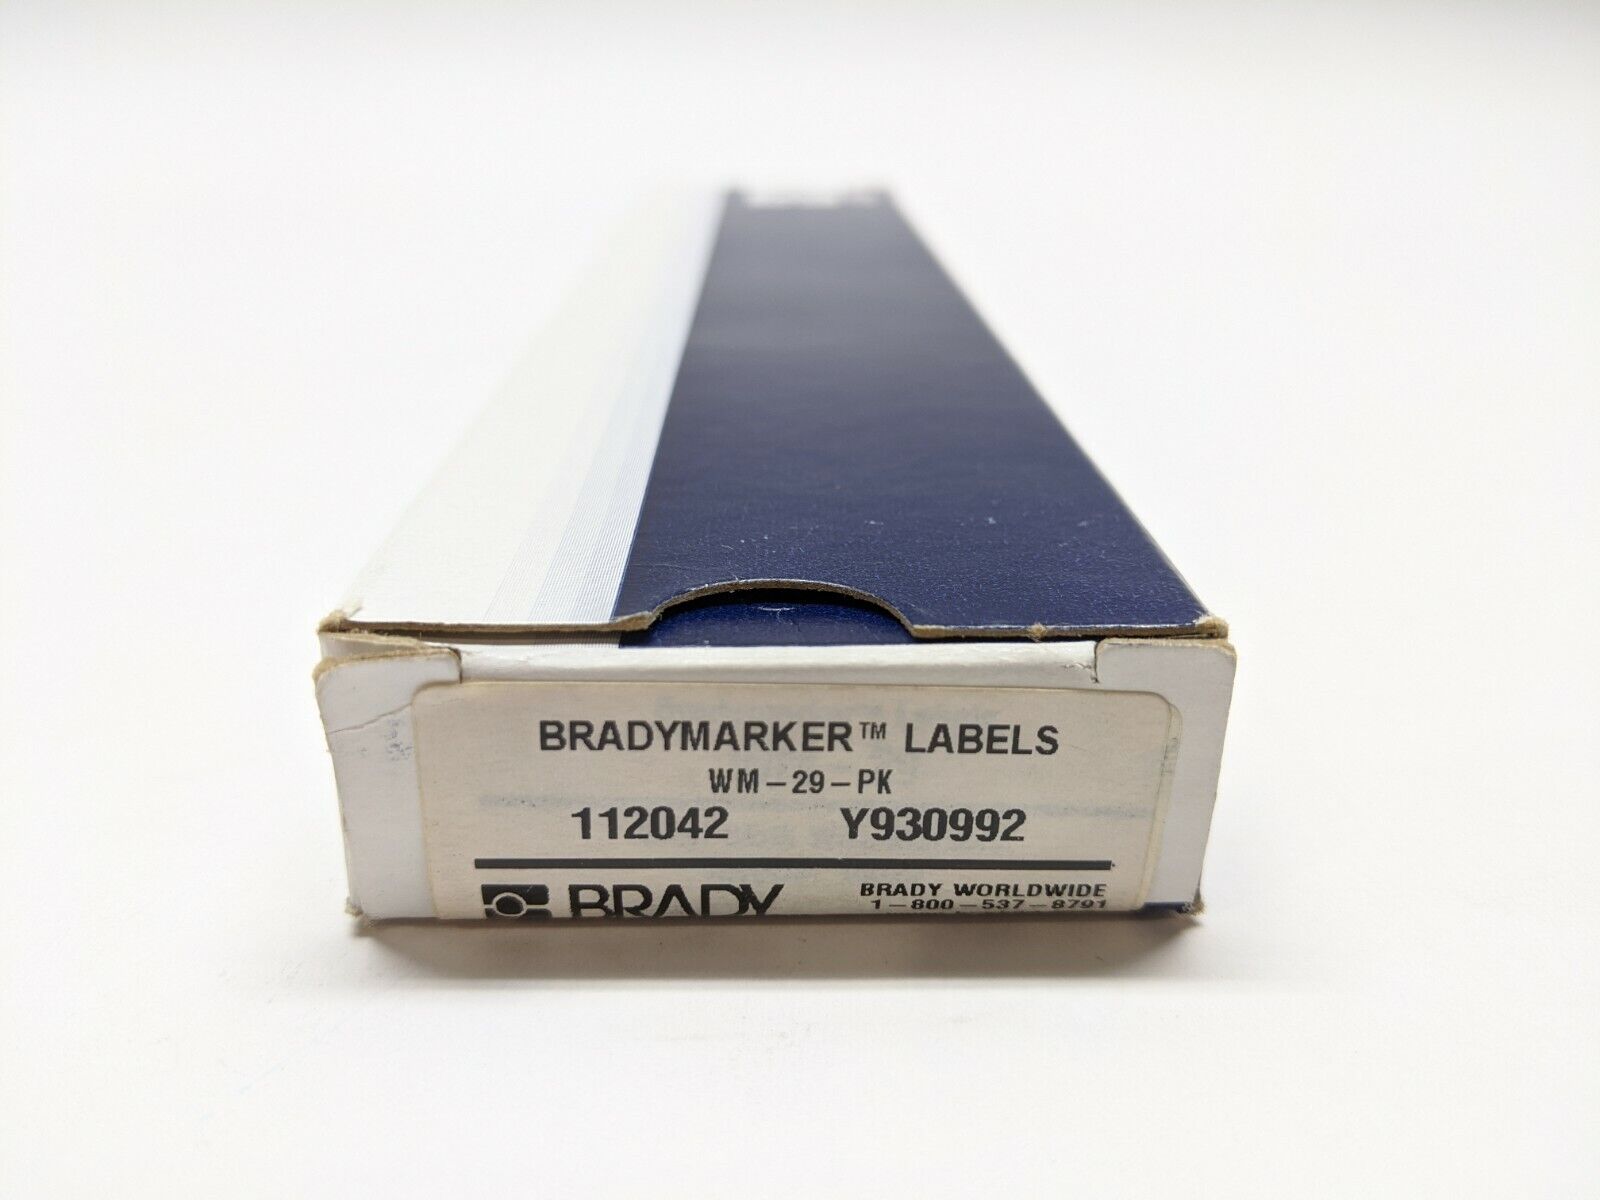 BRADYMARKER™ LABELS
WM-29-PK
112042 Y930992
BRADY BRADY WORLDWIDE
1-800-537-8791